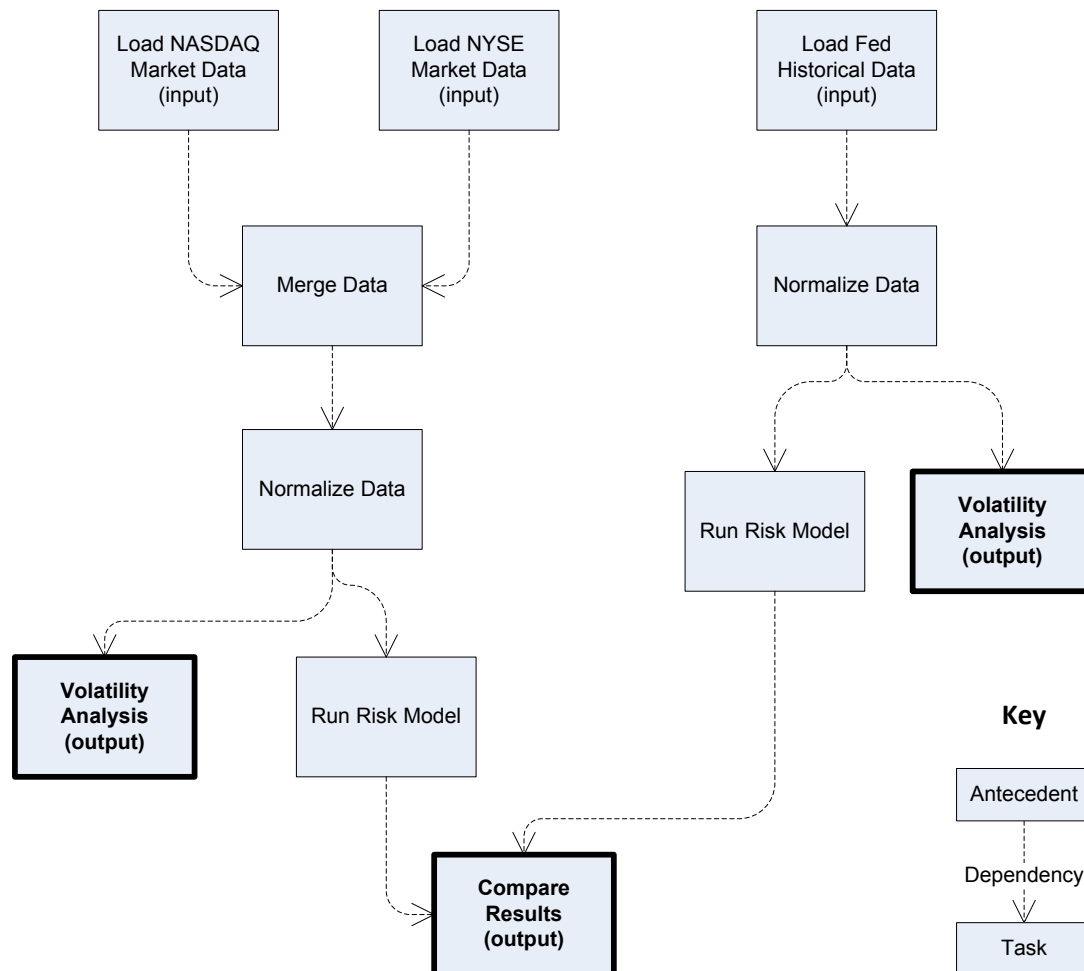 Load NASDAQ
Market Data
(input)
Load NYSE
Market Data
(input)
Load Fed
Historical Data
(input)
Merge Data
Normalize Data
Normalize Data
Run Risk Model
Volatility
Analysis
(output)
Volatility
Analysis
(output)
Run Risk Model
Compare
Results
(output)
Key
Antecedent
Dependency
Task